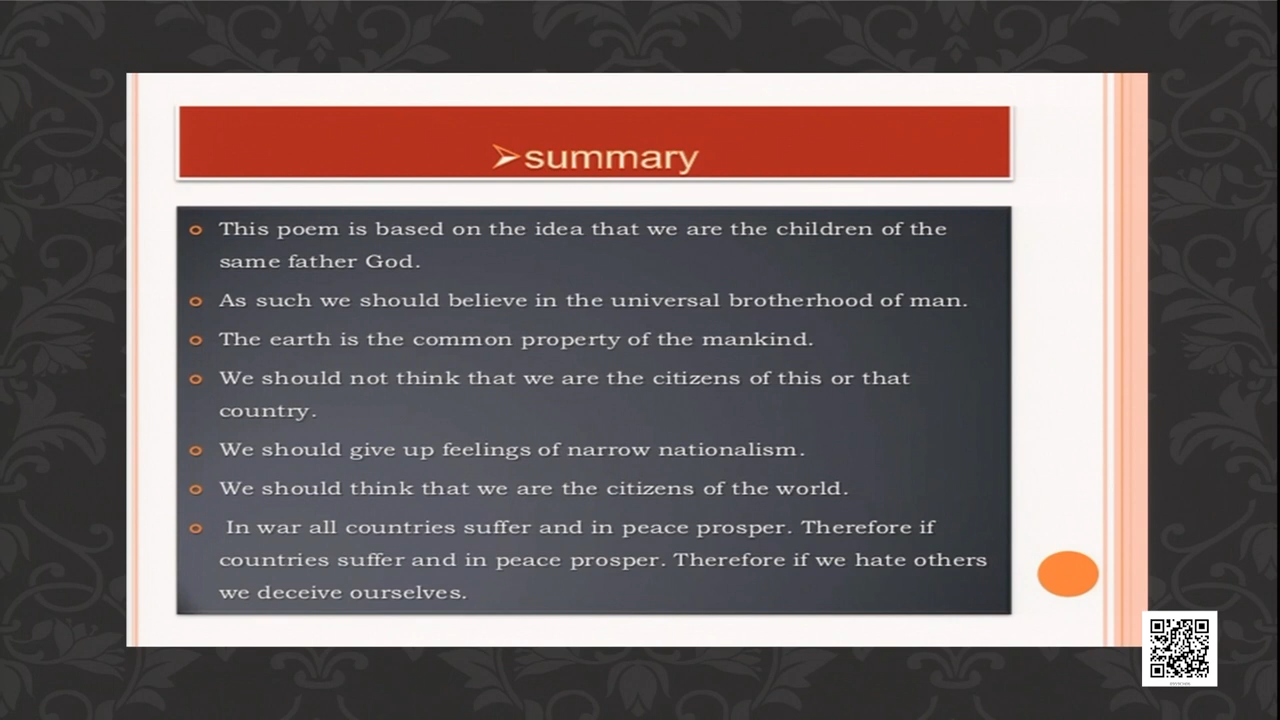 ➢summary
This poem is based on the idea that we are the children of the
same father God.
As such we should believe in the universal brotherhood of man.
The earth is the common property of the mankind.
We should not think that we are the citizens of this or that
country.
We should give up feelings of narrow nationalism.
We should think that we are the citizens of the world.
In war all countries suffer and in peace prosper. Therefore if
countries suffer and in peace prosper. Therefore if we hate others
we deceive ourselves.